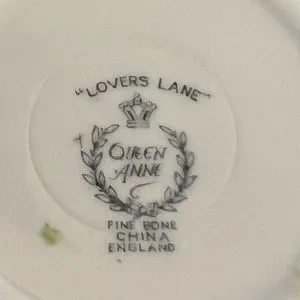 "LOVERS LANE"
QUEEN
ANNE
FINE BONE
CHINA
ENGLAND